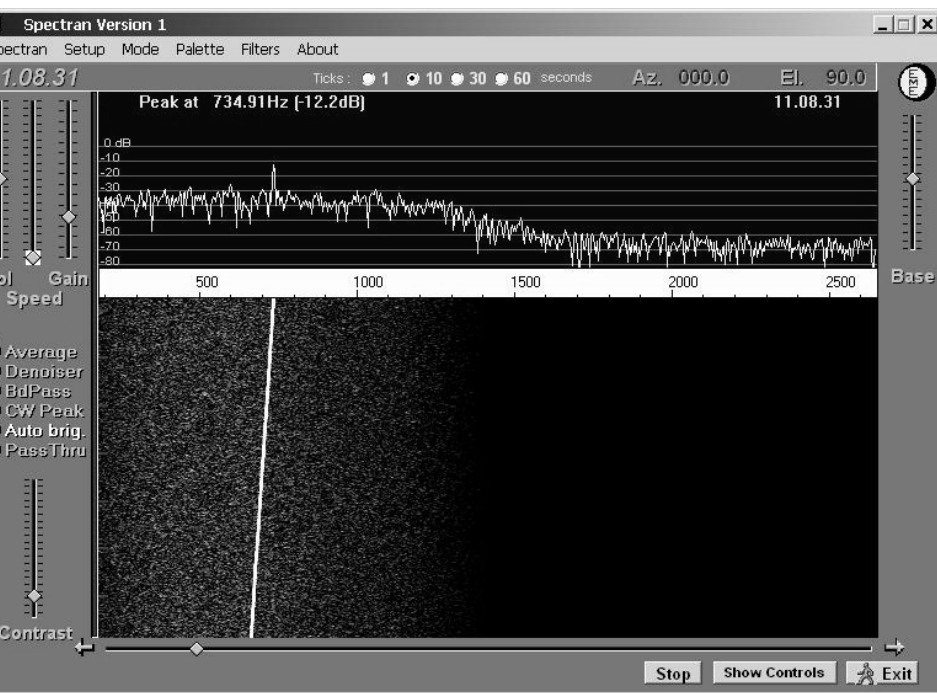 Spectran Version 1
pectran Setup Mode Palette Filters About
1.08.31 Ticks : 1 10 30 60 seconds Az. 000.0 El. 90.0 EME
Peak at 734.91Hz (-12.2dB) 11.08.31
0 dB
-10
-20
-30
-60
-70
-80
500 1000 1500 2000 2500
ol Gain Base
Speed
Average
Denoiser
BdPass
CW Peak
Auto brig.
PassThru
Contrast
Stop Show Controls Exit